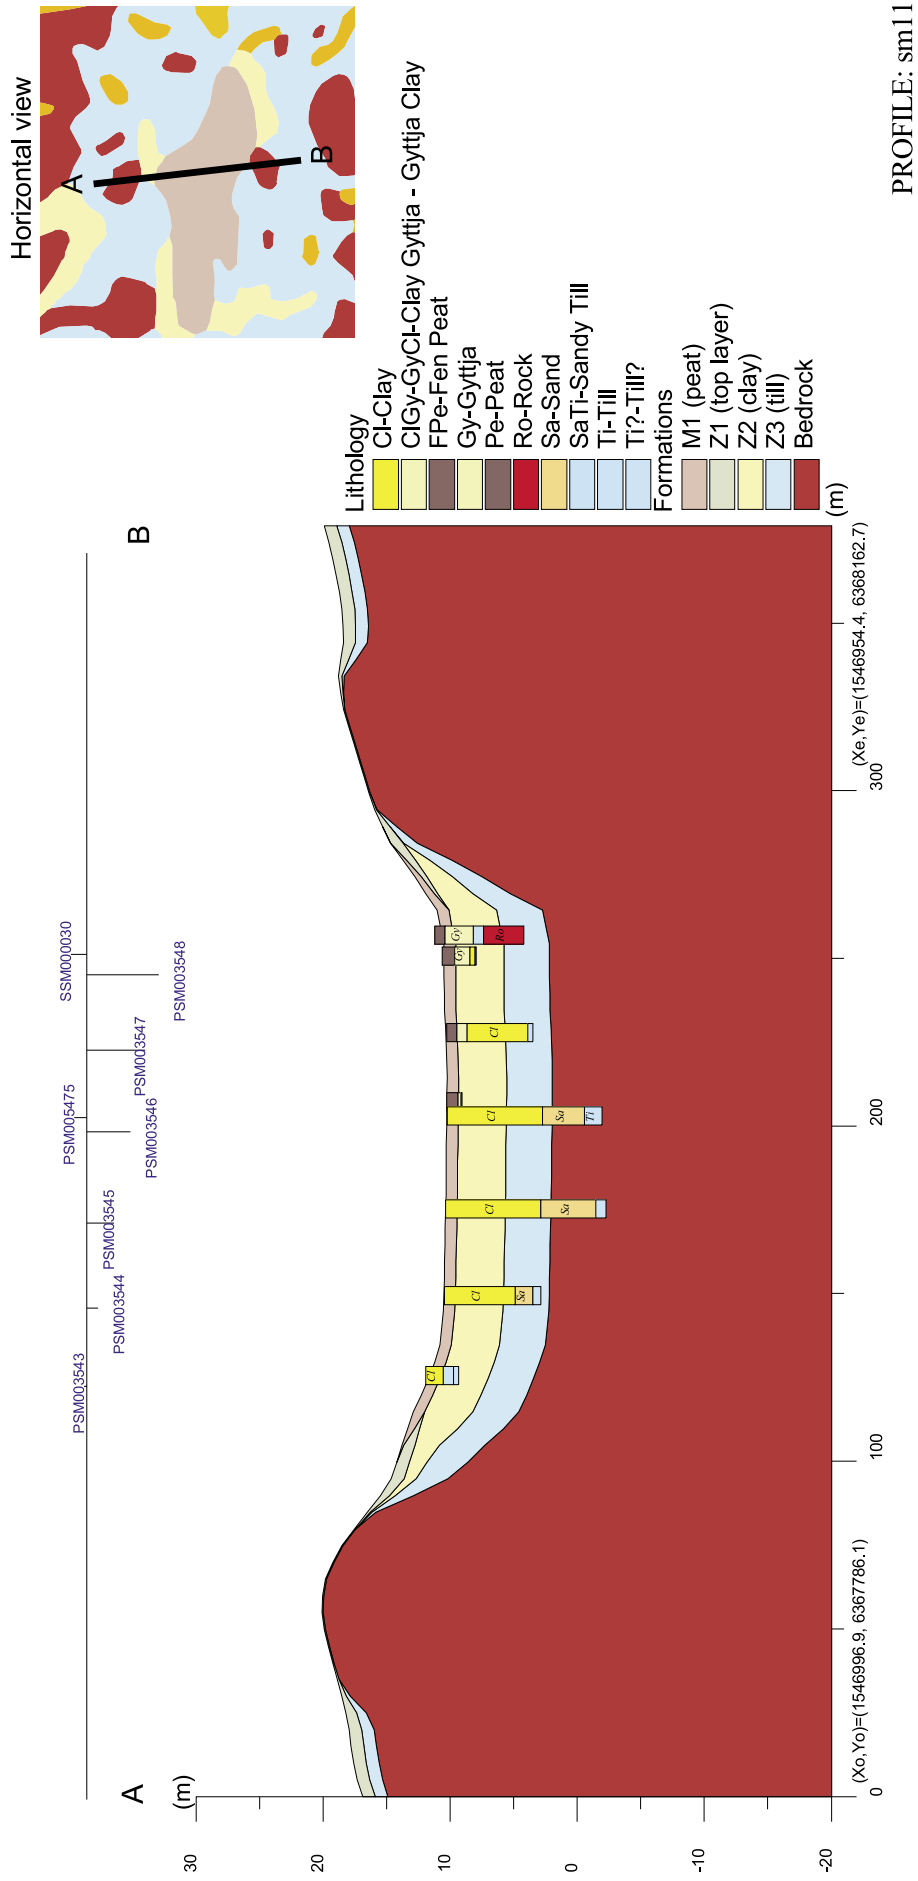 Horizontal view
A
B
SSM000030
PSM003548
PSM003547
PSM005475
PSM003546
PSM003545
PSM003544
PSM003543
A
B
(m)
30
20
10
0
-10
-20
Cl
Cl
Sa
Cl
Sa
Cl
Sa
Ti
Cl
Gy
Gy
Ro
0
100
200
300
(m)
(Xo,Yo)=(1546996.9, 6367786.1)
(Xe,Ye)=(1546954.4, 6368162.7)
Lithology
Cl-Clay
ClGy-GyCl-Clay Gyttja - Gyttja Clay
FPe-Fen Peat
Gy-Gyttja
Pe-Peat
Ro-Rock
Sa-Sand
SaTi-Sandy Till
Ti-Till
Ti?-Till?
Formations
M1 (peat)
Z1 (top layer)
Z2 (clay)
Z3 (till)
Bedrock
PROFILE: sm11